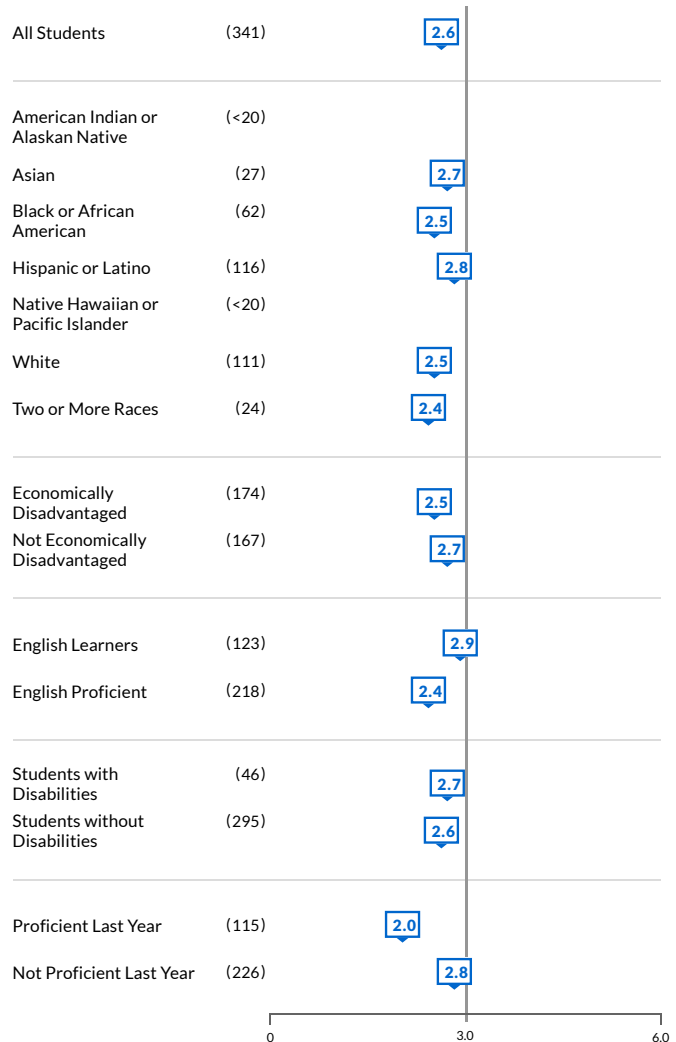 All Students (341) 2.6
American Indian or (<20)
Alaskan Native
Asian (27) 2.7
Black or African (62)
American 2.5
Hispanic or Latino (116) 2.8
Native Hawaiian or (<20)
Pacific Islander
White (111) 2.5
Two or More Races (24) 2.4
Economically (174)
Disadvantaged 2.5
Not Economically (167)
Disadvantaged 2.7
English Learners (123) 2.9
English Proficient (218) 2.4
Students with (46)
Disabilities 2.7
Students without (295)
Disabilities 2.6
Proficient Last Year (115) 2.0
Not Proficient Last Year (226) 2.8
0 3.0 6.0